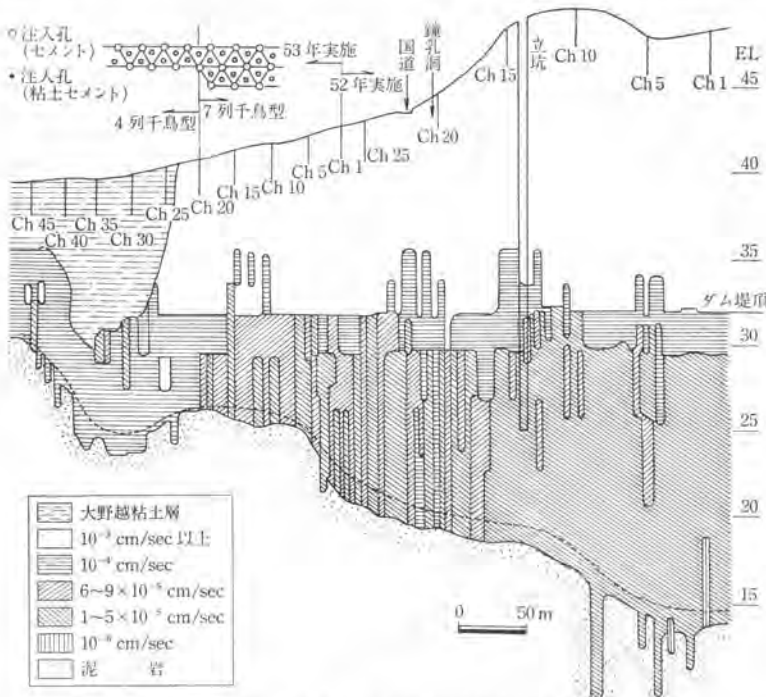 ○注入孔
(セメント)
•注入孔
(粘土セメント)
53年実施
52年実施
4列千鳥型
7列千鳥型
国道
鍾乳洞
立坑
Ch 15
Ch 10
Ch 5
Ch 1
EL
45
Ch 20
Ch 25
Ch 1
Ch 5
Ch 10
Ch 15
Ch 20
Ch 25
Ch 30
Ch 35
Ch 40
Ch 45
40
35
ダム堤頂
30
25
20
15
大野越粘土層
10⁻³ cm/sec 以上
10⁻⁴ cm/sec
6~9×10⁻⁵ cm/sec
1~5×10⁻⁵ cm/sec
10⁻⁶ cm/sec
泥岩
0 50m